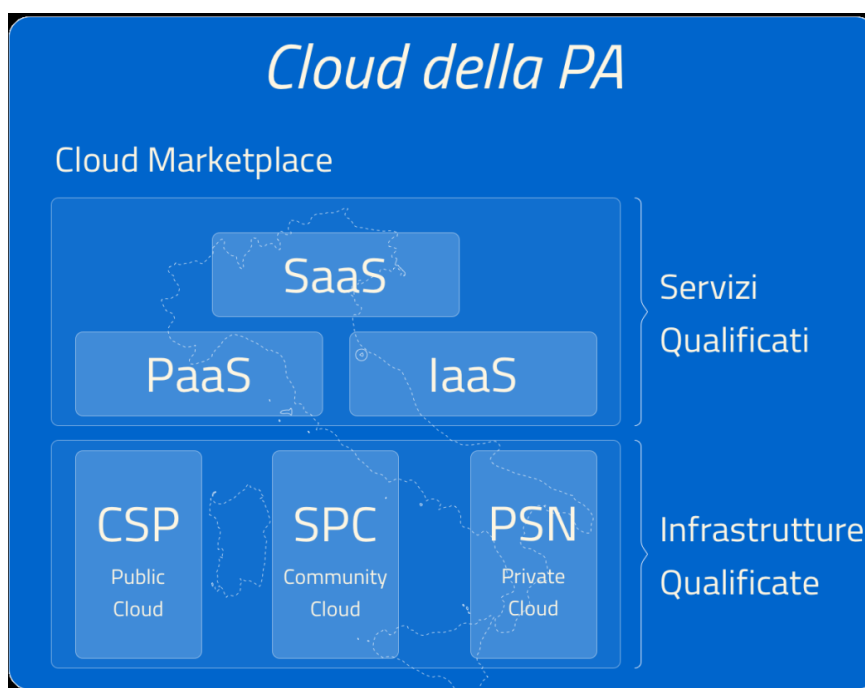 Cloud della PA
Cloud Marketplace
SaaS
PaaS
IaaS
Servizi
Qualificati
CSP
Public
Cloud
SPC
Community
Cloud
PSN
Private
Cloud
Infrastrutture
Qualificate